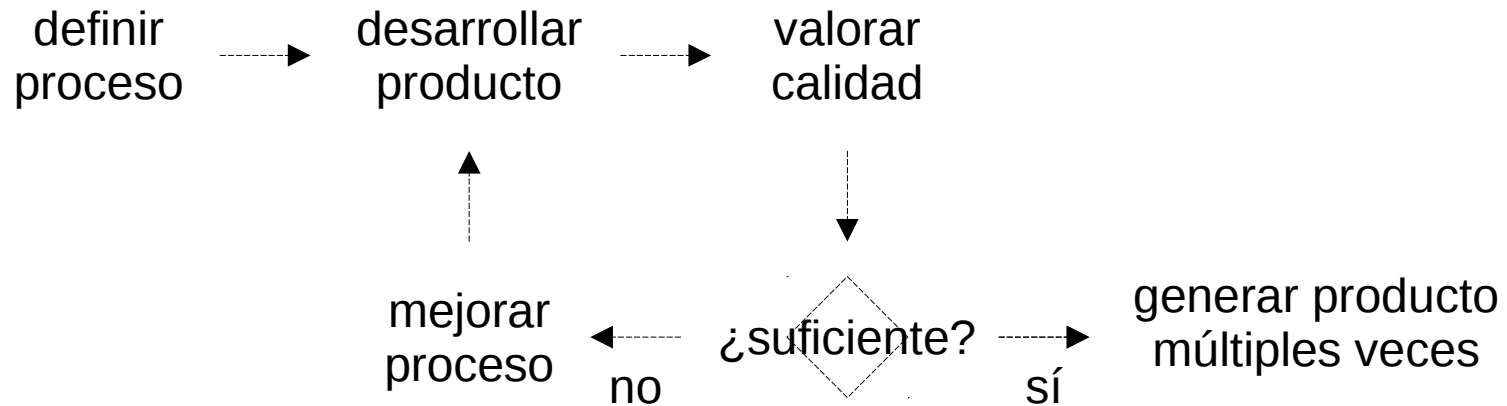 definir
proceso
desarrollar
producto
valorar
calidad
mejorar
proceso
no
¿suficiente?
sí
generar producto
múltiples veces